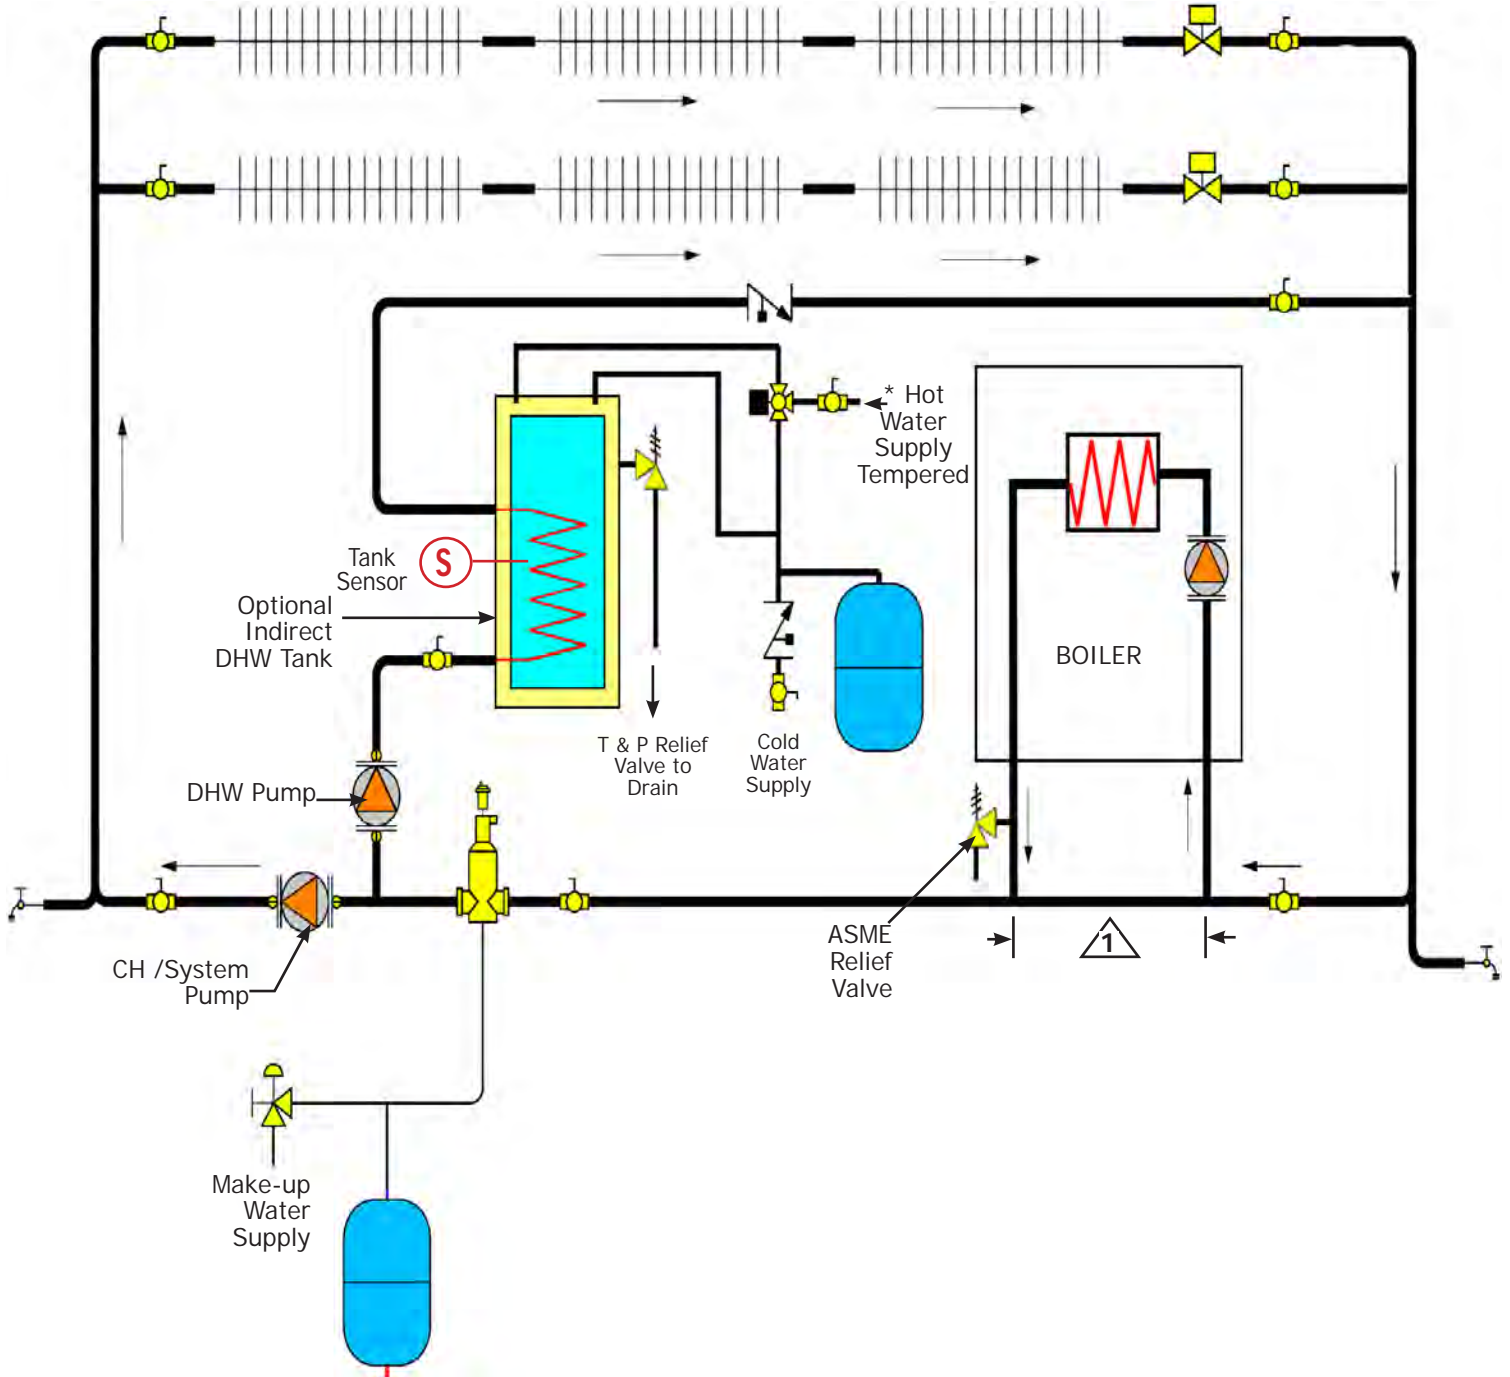 * Hot
Water
Supply
Tempered
Tank
Sensor
S
Optional
Indirect
DHW Tank
BOILER
T & P Relief
Valve to
Drain
Cold
Water
Supply
DHW Pump
ASME
Relief
Valve
1
CH /System
Pump
Make-up
Water
Supply